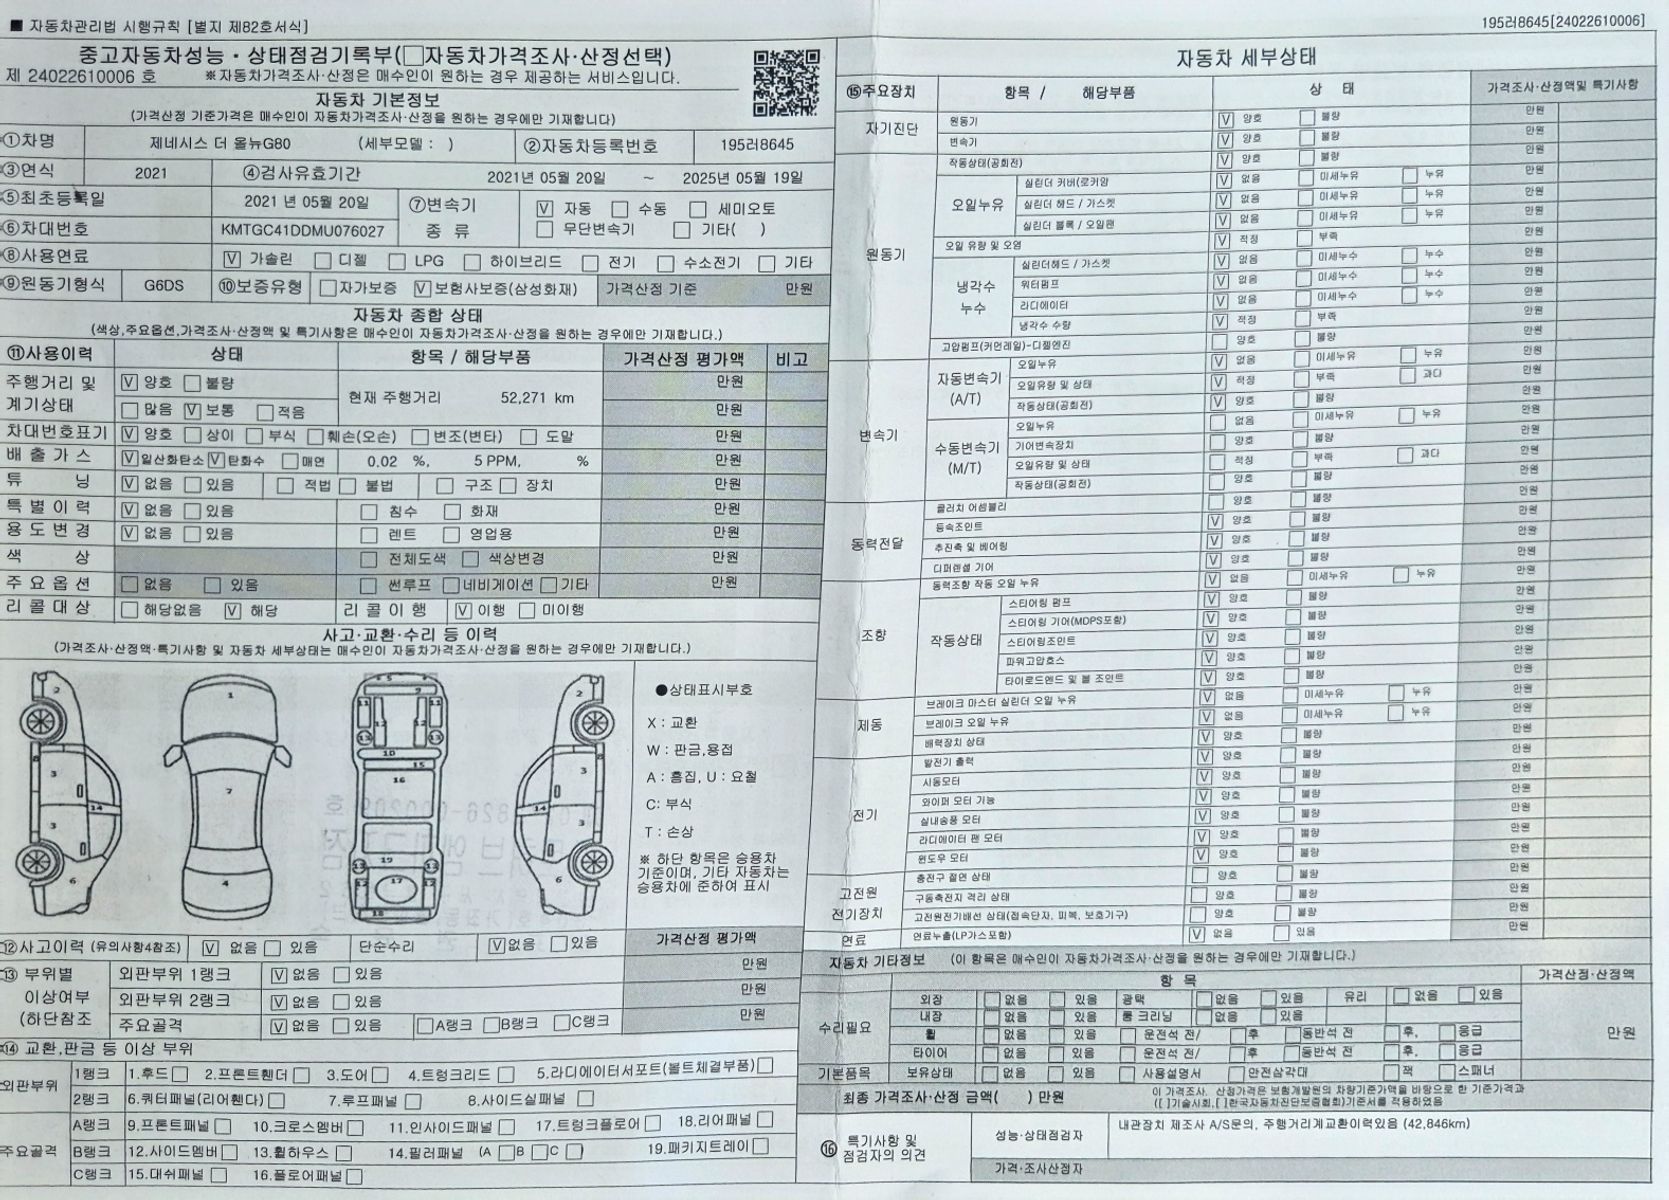 ■ 자동차관리법 시행규칙 [별지 제82호서식]
195러8645[24022610006]
중고자동차성능·상태점검기록부(□자동차가격조사·산정선택)
제 24022610006 호 ※자동차가격조사·산정은 매수인이 원하는 경우 제공하는 서비스입니다.
자동차 기본정보
(가격산정 기준가격은 매수인이 자동차가격조사·산정을 원하는 경우에만 기재합니다)
①차명 제네시스 더 올뉴G80 (세부모델 : ) ②자동차등록번호 195러8645
③연식 2021 ④검사유효기간 2021년 05월 20일 ~ 2025년 05월 19일
⑤최초등록일 2021 년 05월 20일 ⑦변속기 종 류 ☑ 자동 □ 수동 □ 세미오토
⑥차대번호 KMTGC41DDMU076027 □ 무단변속기 □ 기타( )
⑧사용연료 ☑ 가솔린 □ 디젤 □ LPG □ 하이브리드 □ 전기 □ 수소전기 □ 기타
⑨원동기형식 G6DS ⑩보증유형 □자가보증 ☑보험사보증(삼성화재) 가격산정 기준 만원
자동차 종합 상태
(색상,주요옵션,가격조사·산정액 및 특기사항은 매수인이 자동차가격조사·산정을 원하는 경우에만 기재합니다.)
⑪사용이력 상태 항목 / 해당부품 가격산정 평가액 비고
주행거리 및 ☑ 양호 □ 불량 현재 주행거리 52,271 km 만원
계기상태 □ 많음 ☑ 보통 □ 적음 만원
차대번호표기 ☑ 양호 □ 상이 □ 부식 □ 훼손(오손) □ 변조(변타) □ 도말 만원
배출가스 ☑일산화탄소 ☑탄화수 □매연 0.02 %, 5 PPM, % 만원
튜 닝 ☑ 없음 □ 있음 □ 적법 □ 불법 □ 구조 □ 장치 만원
특별이력 ☑ 없음 □ 있음 □ 침수 □ 화재 만원
용도변경 ☑ 없음 □ 있음 □ 렌트 □ 영업용 만원
색 상 □ 전체도색 □ 색상변경 만원
주요옵션 □ 없음 □ 있음 □ 썬루프 □네비게이션 □기타 만원
리콜대상 □해당없음 ☑ 해당 리콜이행 ☑ 이행 □ 미이행
사고·교환·수리 등 이력
(가격조사·산정액·특기사항 및 자동차 세부상태는 매수인이 자동차가격조사·산정을 원하는 경우에만 기재합니다.)
●상태표시부호
X : 교환
W : 판금,용접
A : 흠집, U : 요철
C: 부식
T : 손상
※ 하단 항목은 승용차
기준이며, 기타 자동차는
승용차에 준하여 표시
⑫사고이력 (유의사항4참조) ☑ 없음 □ 있음 단순수리 ☑없음 □있음 가격산정 평가액
⑬ 부위별 외판부위 1랭크 ☑ 없음 □ 있음 만원
이상여부 외판부위 2랭크 ☑ 없음 □ 있음 만원
(하단참조 주요골격 ☑ 없음 □ 있음 □A랭크 □B랭크 □C랭크 만원
⑭ 교환,판금 등 이상 부위
외판부위 1랭크 1.후드□ 2.프론트휀더□ 3.도어□ 4.트렁크리드 □ 5.라디에이터서포트(볼트체결부품)□
2랭크 6.쿼터패널(리어휀다)□ 7.루프패널 □ 8.사이드실패널 □
주요골격 A랭크 9.프론트패널□ 10.크로스멤버□ 11.인사이드패널□ 17.트렁크플로어□ 18.리어패널□
B랭크 12.사이드멤버□ 13.휠하우스 □ 14.필러패널 (A □B □C □) 19.패키지트레이□
C랭크 15.대쉬패널□ 16.플로어패널□
자동차 세부상태
⑮주요장치 항목 / 해당부품 상 태 가격조사·산정액및 특기사항
자기진단 원동기 ☑ 양호 □ 불량 만원
변속기 ☑ 양호 □ 불량 만원
원동기 작동상태(공회전) ☑ 양호 □ 불량 만원
오일누유 실린더 커버(로커암 ☑ 없음 □ 미세누유 □ 누유 만원
실린더 헤드 / 가스켓 ☑ 없음 □ 미세누유 □ 누유 만원
실린더 블록 / 오일팬 ☑ 없음 □ 미세누유 □ 누유 만원
오일 유량 및 오염 ☑ 적정 □ 부족 만원
냉각수 누수 실린더헤드 / 가스켓 ☑ 없음 □ 미세누수 □ 누수 만원
워터펌프 ☑ 없음 □ 미세누수 □ 누수 만원
라디에이터 ☑ 없음 □ 미세누수 □ 누수 만원
냉각수 수량 ☑ 적정 □ 부족 만원
고압펌프(커먼레일)-디젤엔진 □ 양호 □ 불량 만원
변속기 자동변속기 (A/T) 오일누유 ☑ 없음 □ 미세누유 □ 누유 만원
오일유량 및 상태 ☑ 적정 □ 부족 □ 과다 만원
작동상태(공회전) ☑ 양호 □ 불량 만원
수동변속기 (M/T) 오일누유 □ 없음 □ 미세누유 □ 누유 만원
기어변속장치 □ 양호 □ 불량 만원
오일유량 및 상태 □ 적정 □ 부족 □ 과다 만원
작동상태(공회전) □ 양호 □ 불량 만원
동력전달 클러치 어셈블리 □ 양호 □ 불량 만원
등속조인트 ☑ 양호 □ 불량 만원
추진축 및 베어링 ☑ 양호 □ 불량 만원
디퍼렌셜 기어 ☑ 양호 □ 불량 만원
조향 동력조향 작동 오일 누유 ☑ 없음 □ 미세누유 □ 누유 만원
작동상태 스티어링 펌프 ☑ 양호 □ 불량 만원
스티어링 기어(MDPS포함) ☑ 양호 □ 불량 만원
스티어링조인트 ☑ 양호 □ 불량 만원
파워고압호스 ☑ 양호 □ 불량 만원
타이로드엔드 및 볼 조인트 ☑ 양호 □ 불량 만원
제동 브레이크 마스터 실린더 오일 누유 ☑ 없음 □ 미세누유 □ 누유 만원
브레이크 오일 누유 ☑ 없음 □ 미세누유 □ 누유 만원
배력장치 상태 ☑ 양호 □ 불량 만원
전기 발전기 출력 ☑ 양호 □ 불량 만원
시동모터 ☑ 양호 □ 불량 만원
와이퍼 모터 기능 ☑ 양호 □ 불량 만원
실내송풍 모터 ☑ 양호 □ 불량 만원
라디에이터 팬 모터 ☑ 양호 □ 불량 만원
윈도우 모터 ☑ 양호 □ 불량 만원
고전원 전기장치 충전구 절연 상태 □ 양호 □ 불량 만원
구동축전지 격리 상태 □ 양호 □ 불량 만원
고전원전기배선 상태(접속단자, 피복, 보호기구) □ 양호 □ 불량 만원
연료 연료누출(LP가스포함) ☑ 없음 □ 있음 만원
자동차 기타정보 (이 항목은 매수인이 자동차가격조사·산정을 원하는 경우에만 기재합니다.)
항 목 가격산정·산정액
수리필요 외장 □ 없음 □ 있음 광택 □없음 □있음 유리 □ 없음 □ 있음
내장 □ 없음 □ 있음 룸 크리닝 □없음 □있음
휠 □ 없음 □ 있음 □ 운전석 전/ □후 □동반석 전 □후, □응급 만원
타이어 □ 없음 □ 있음 □ 운전석 전/ □후 □동반석 전 □후, □응급
기본품목 보유상태 □ 없음 □ 있음 □ 사용설명서 □안전삼각대 □잭 □스패너
최종 가격조사·산정 금액( ) 만원 이 가격조사. 산정가격은 보험개발원의 차량기준가액을 바탕으로 한 기준가격과
([ ]기술사회,[ ]한국자동차진단보증협회)기준서를 적용하였음
⑯ 특기사항 및 점검자의 의견 성능·상태점검자 내관장치 제조사 A/S문의, 주행거리계교환이력있음 (42,846km)
가격·조사산정자